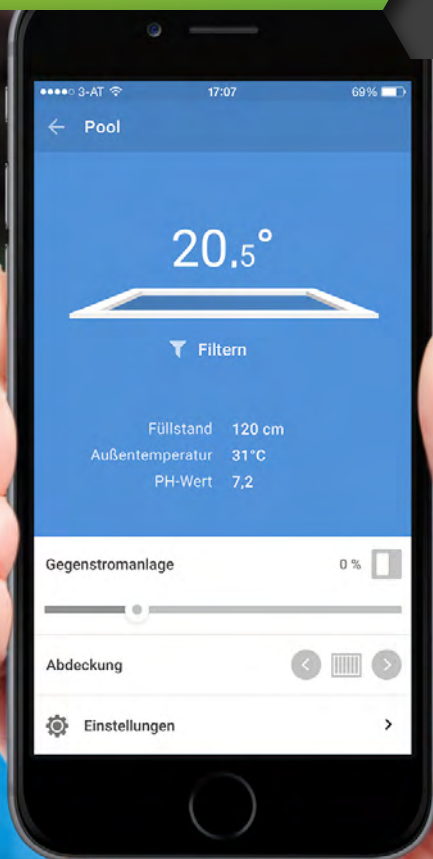 3-AT 17:07 69%
Pool
20.5°
Filtern
Füllstand 120 cm
Außentemperatur 31°C
PH-Wert 7,2
Gegenstromanlage 0 %
Abdeckung
Einstellungen